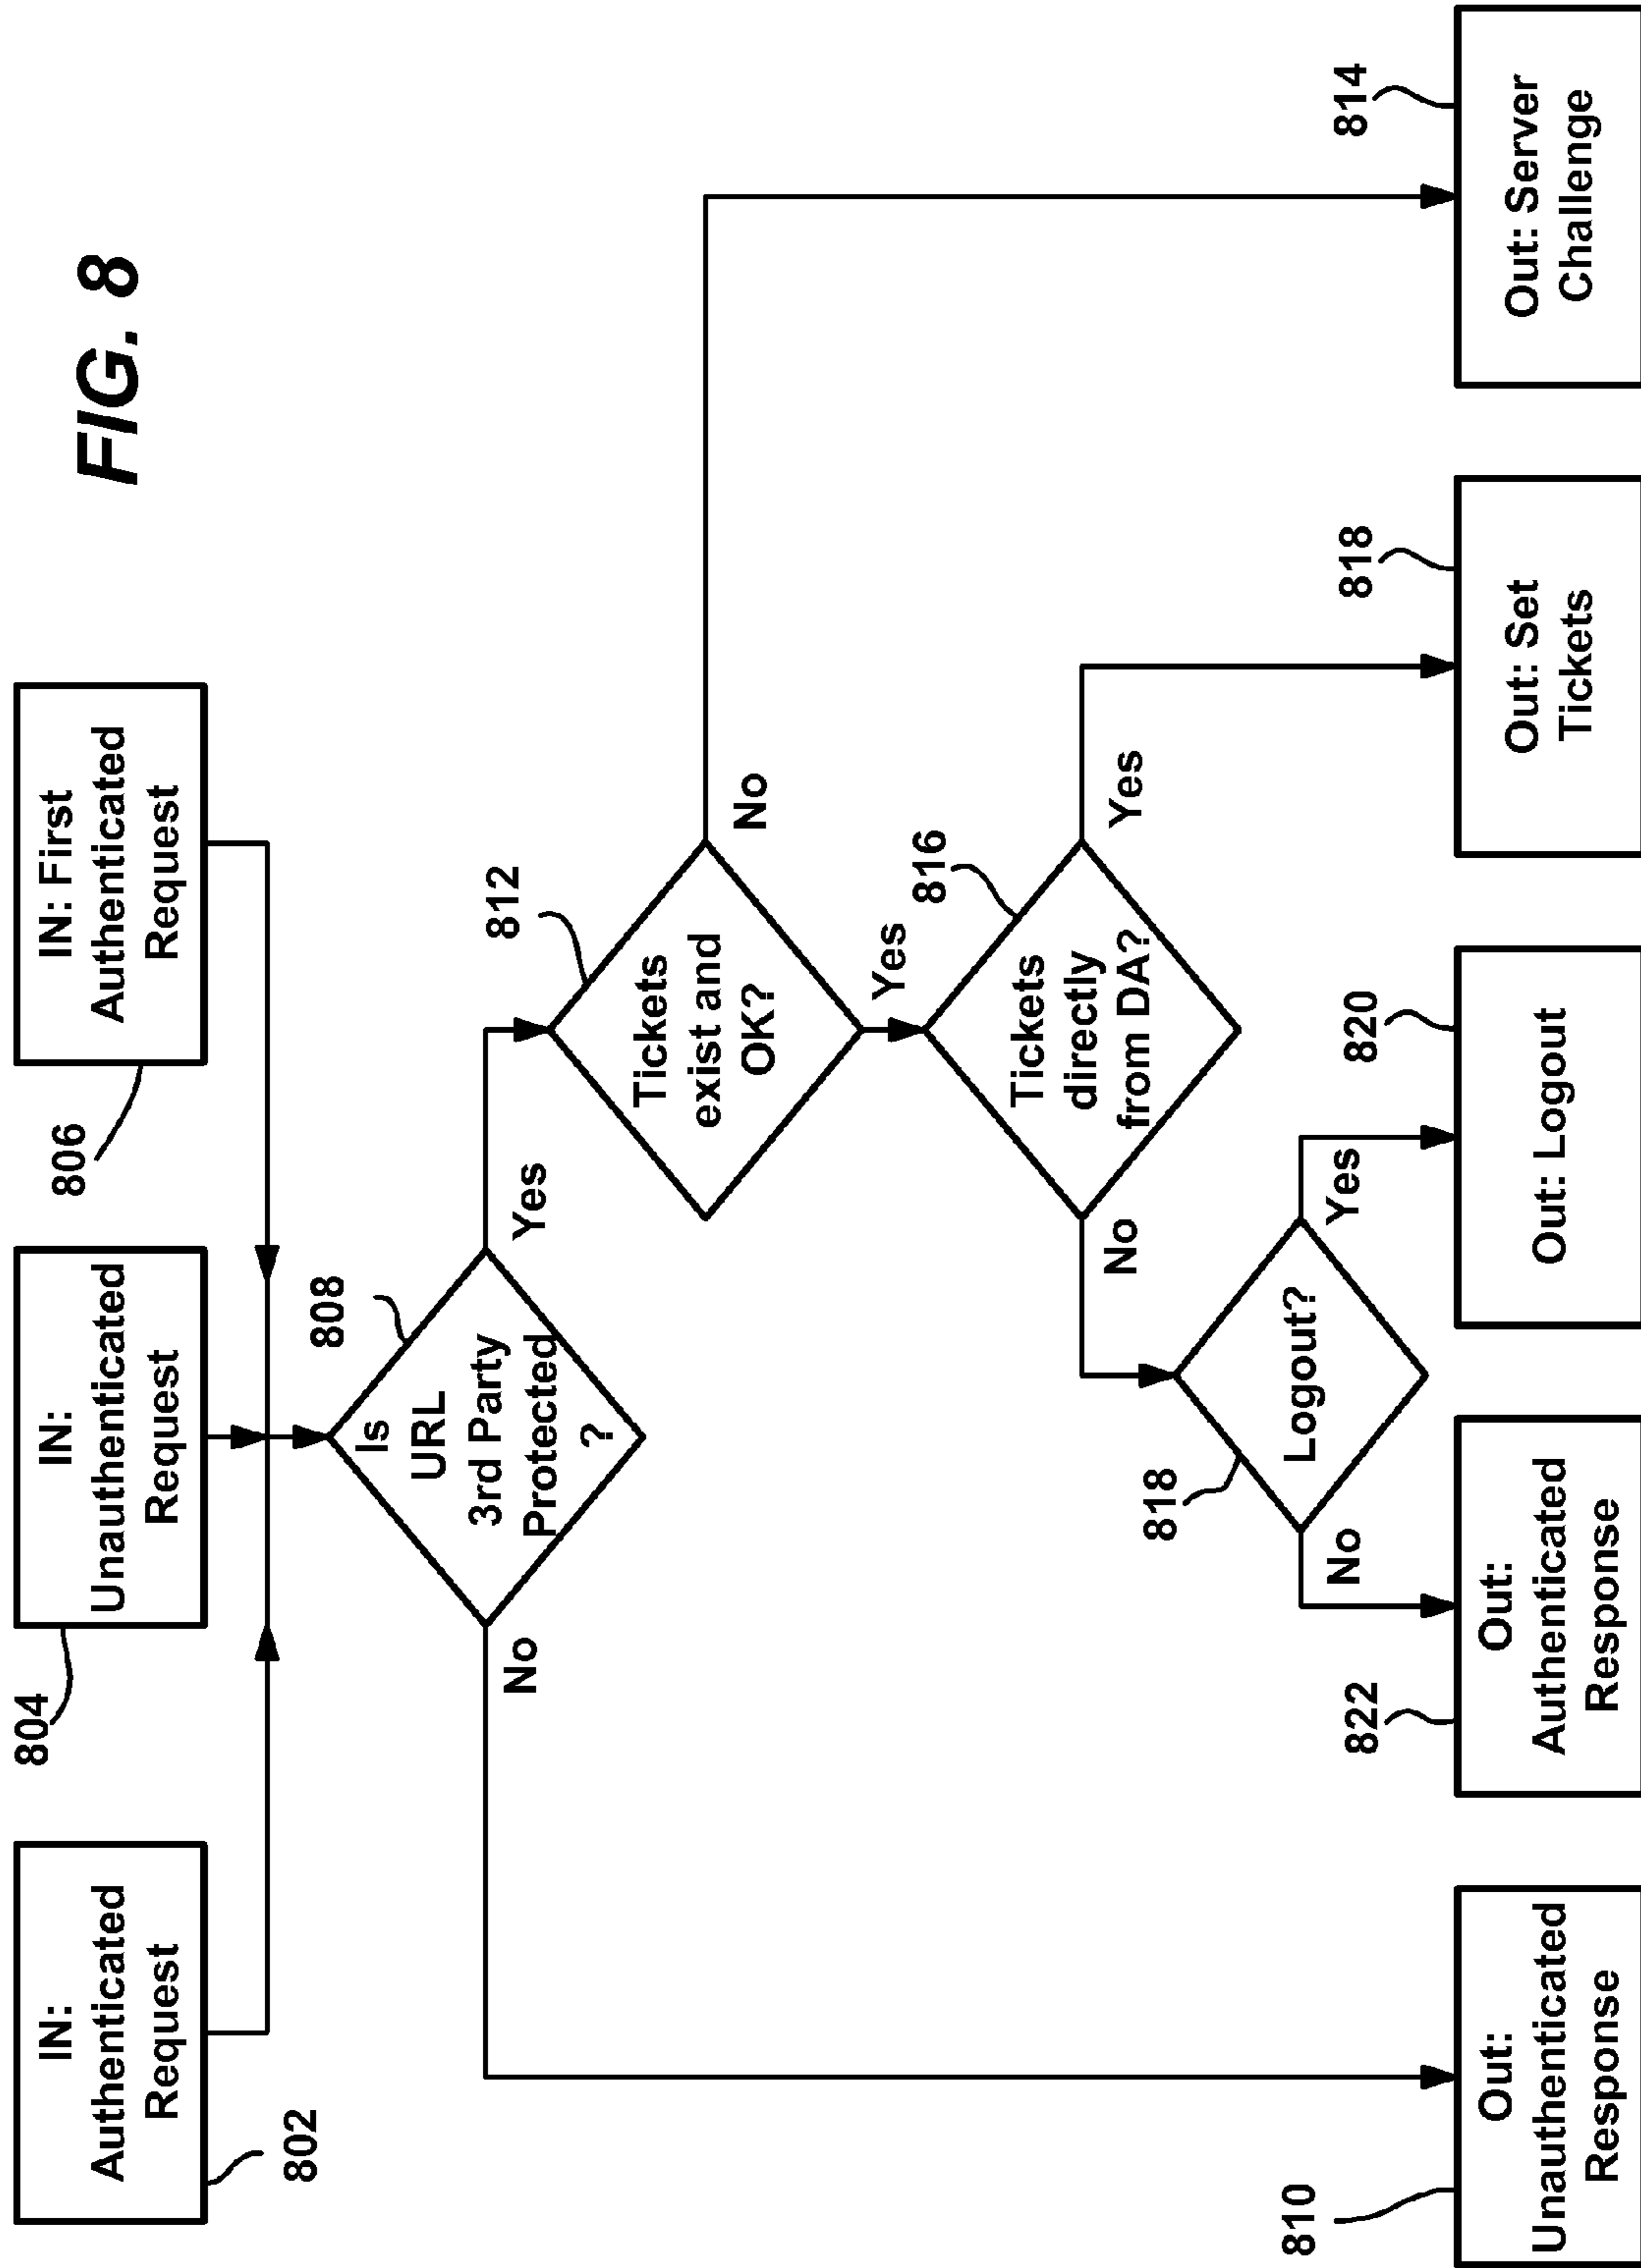 FIG. 8
802
IN:
Authenticated
Request
804
IN:
Unauthenticated
Request
806
IN: First
Authenticated
Request
808
Is
URL
3rd Party
Protected
?
No
Yes
812
Tickets
exist and
OK?
No
Yes
816
Tickets
directly
from DA?
No
Yes
818
Logout?
No
Yes
810
Out:
Unauthenticated
Response
822
Out:
Authenticated
Response
820
Out: Logout
818
Out: Set
Tickets
814
Out: Server
Challenge